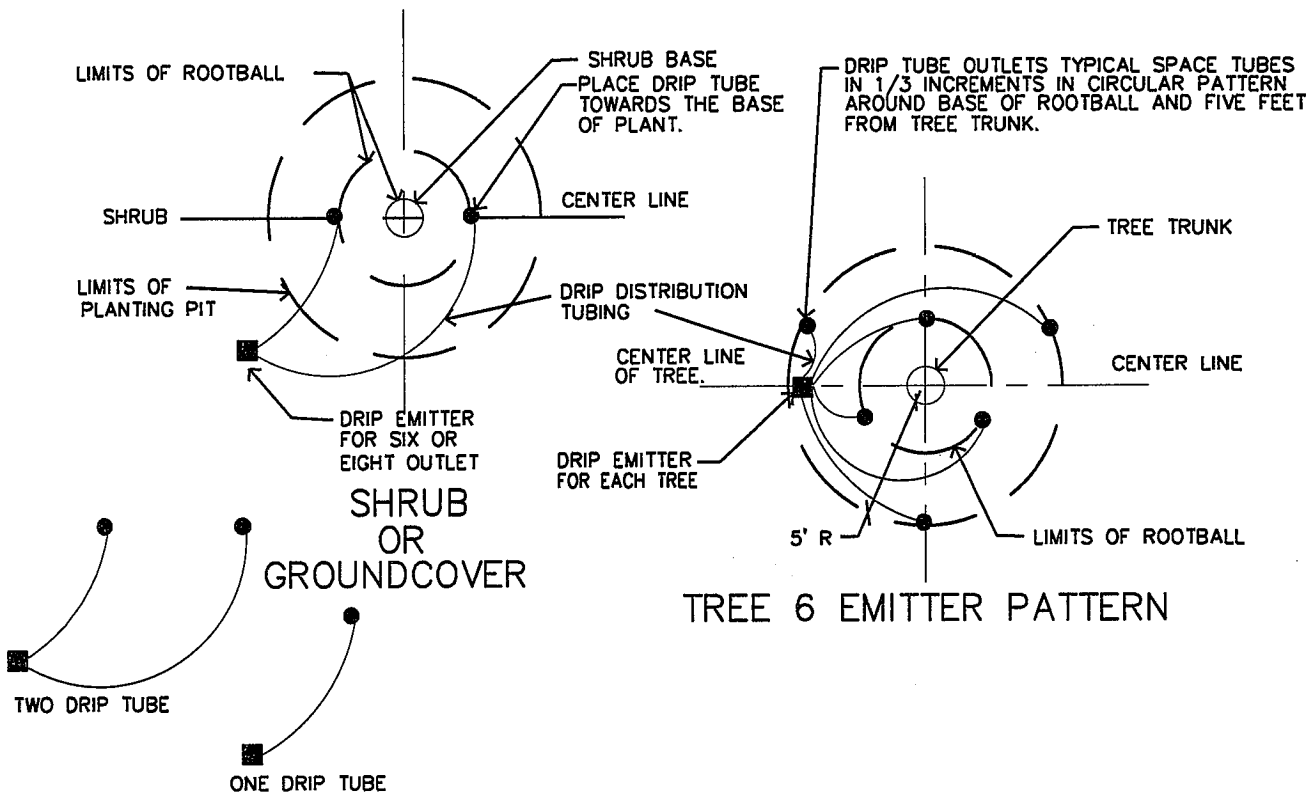 LIMITS OF ROOTBALL
SHRUB BASE
PLACE DRIP TUBE
TOWARDS THE BASE
OF PLANT.
SHRUB
CENTER LINE
LIMITS OF
PLANTING PIT
DRIP DISTRIBUTION
TUBING
DRIP EMITTER
FOR SIX OR
EIGHT OUTLET
SHRUB
OR
GROUNDCOVER
TWO DRIP TUBE
ONE DRIP TUBE
DRIP TUBE OUTLETS TYPICAL SPACE TUBES
IN 1/3 INCREMENTS IN CIRCULAR PATTERN
AROUND BASE OF ROOTBALL AND FIVE FEET
FROM TREE TRUNK.
TREE TRUNK
CENTER LINE
OF TREE.
CENTER LINE
DRIP EMITTER
FOR EACH TREE
5' R
LIMITS OF ROOTBALL
TREE 6 EMITTER PATTERN